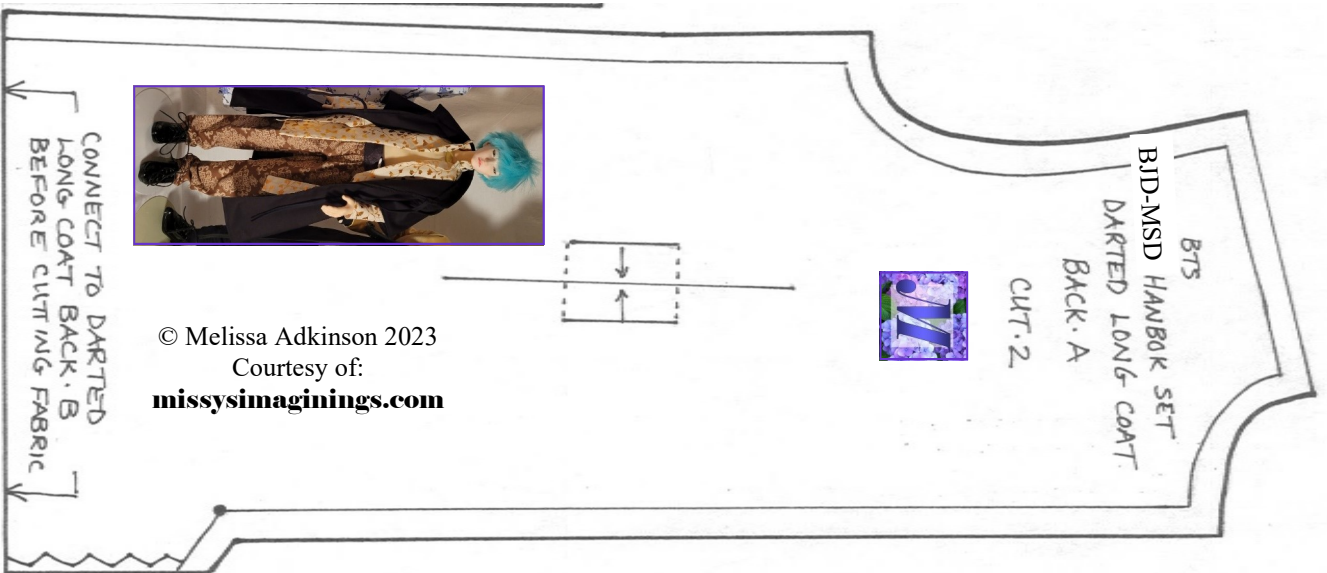 BTS
BJD-MSD HANBOK SET
DARTED LONG COAT
BACK·A
CUT·2
M
© Melissa Adkinson 2023
Courtesy of:
missysimaginings.com
CONNECT TO DARTED
LONG COAT BACK·B
BEFORE CUTTING FABRIC